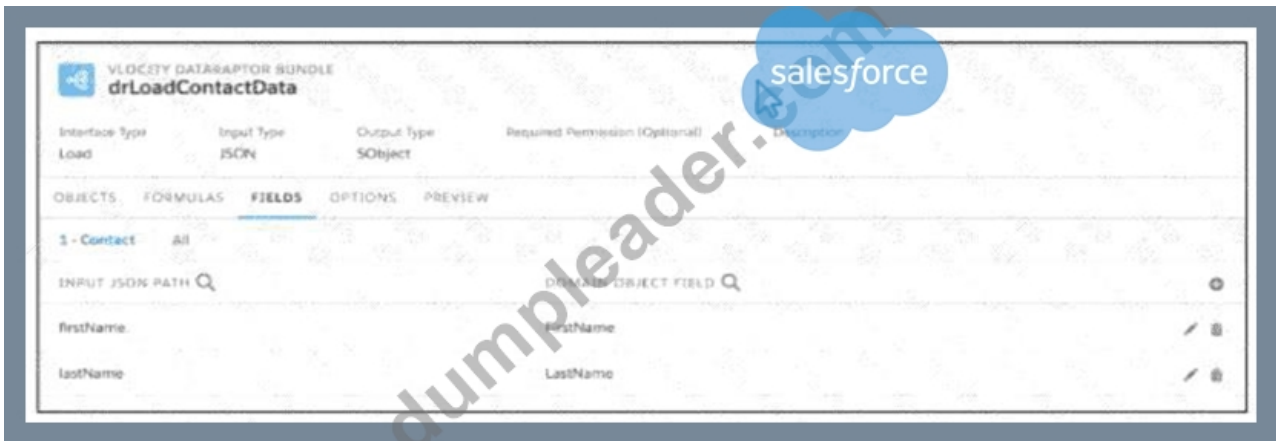 VLOCITY DATARAPTOR BUNDLE
drLoadContactData
salesforce
Interface Type Input Type Output Type Required Permission (Optional) Description
Load JSON SObject
OBJECTS FORMULAS FIELDS OPTIONS PREVIEW
1 - Contact All
INPUT JSON PATH DOMAIN OBJECT FIELD
firstName FirstName
lastName LastName
dumpleader.com